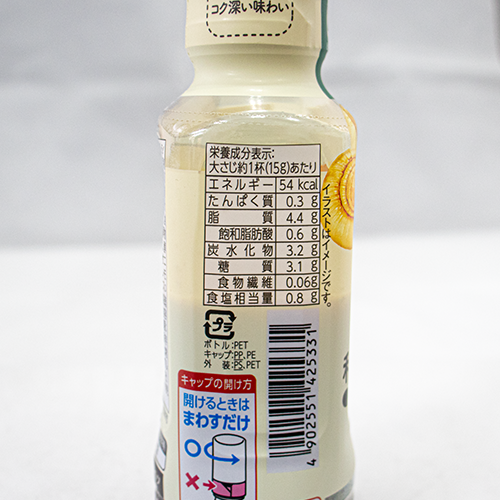 コク深い味わい
栄養成分表示:
大さじ約1杯(15g)あたり
エネルギー 54 kcal
たんぱく質 0.3 g
脂質 4.4 g
飽和脂肪酸 0.6 g
炭水化物 3.2 g
糖質 3.1 g
食物繊維 0.06g
食塩相当量 0.8 g
イラストはイメージです。
プラ
ボトル:PET
キャップ:PP.PE
外装:PS.PET
キャップの開け方
開けるときは
まわすだけ
4902551425331